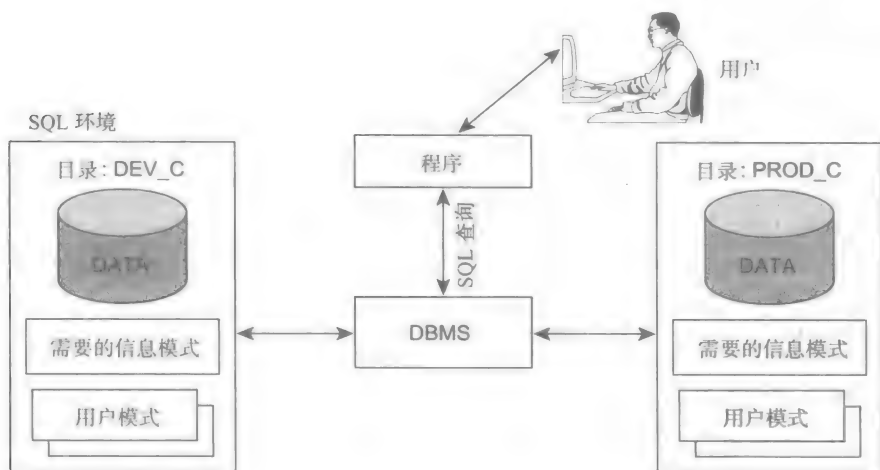 用户
SQL 环境
目录: DEV_C
DATA
需要的信息模式
用户模式
程序
SQL 查询
DBMS
目录: PROD_C
DATA
需要的信息模式
用户模式